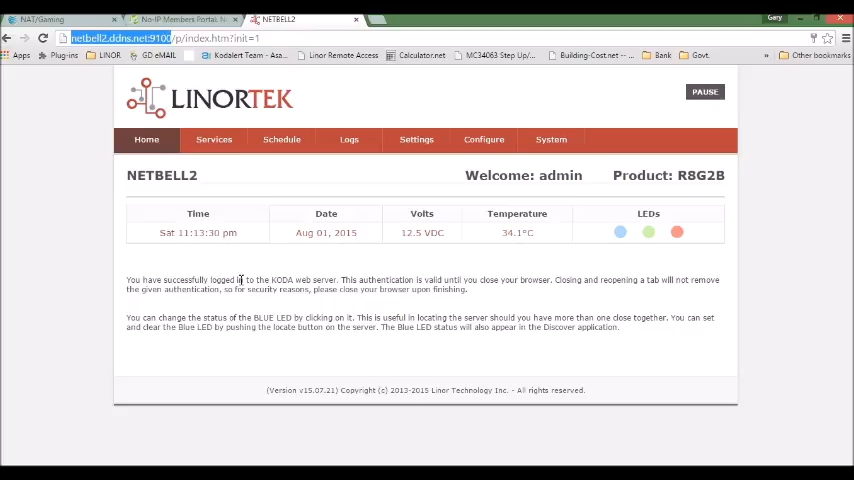 NAT/Gaming
No-IP Members Portal: N
NETBELL2
Gary
netbell2.ddns.net:9100/p/index.htm?init=1
Apps
Plug-ins
LINOR
GD eMAIL
Kodalert Team - Asa...
Linor Remote Access
Calculator.net
MC34063 Step Up/...
Building-Cost.net -...
Bank
Govt.
»
Other bookmarks
LINORTEK
PAUSE
Home Services Schedule Logs Settings Configure System
NETBELL2 Welcome: admin Product: R8G2B
Time Date Volts Temperature LEDs
Sat 11:13:30 pm Aug 01, 2015 12.5 VDC 34.1°C
You have successfully logged in to the KODA web server. This authentication is valid until you close your browser. Closing and reopening a tab will not remove
the given authentication, so for security reasons, please close your browser upon finishing.
You can change the status of the BLUE LED by clicking on it. This is useful in locating the server should you have more than one close together. You can set
and clear the Blue LED by pushing the locate button on the server. The Blue LED status will also appear in the Discover application.
(Version v15.07.21) Copyright (c) 2013-2015 Linor Technology Inc. - All rights reserved.